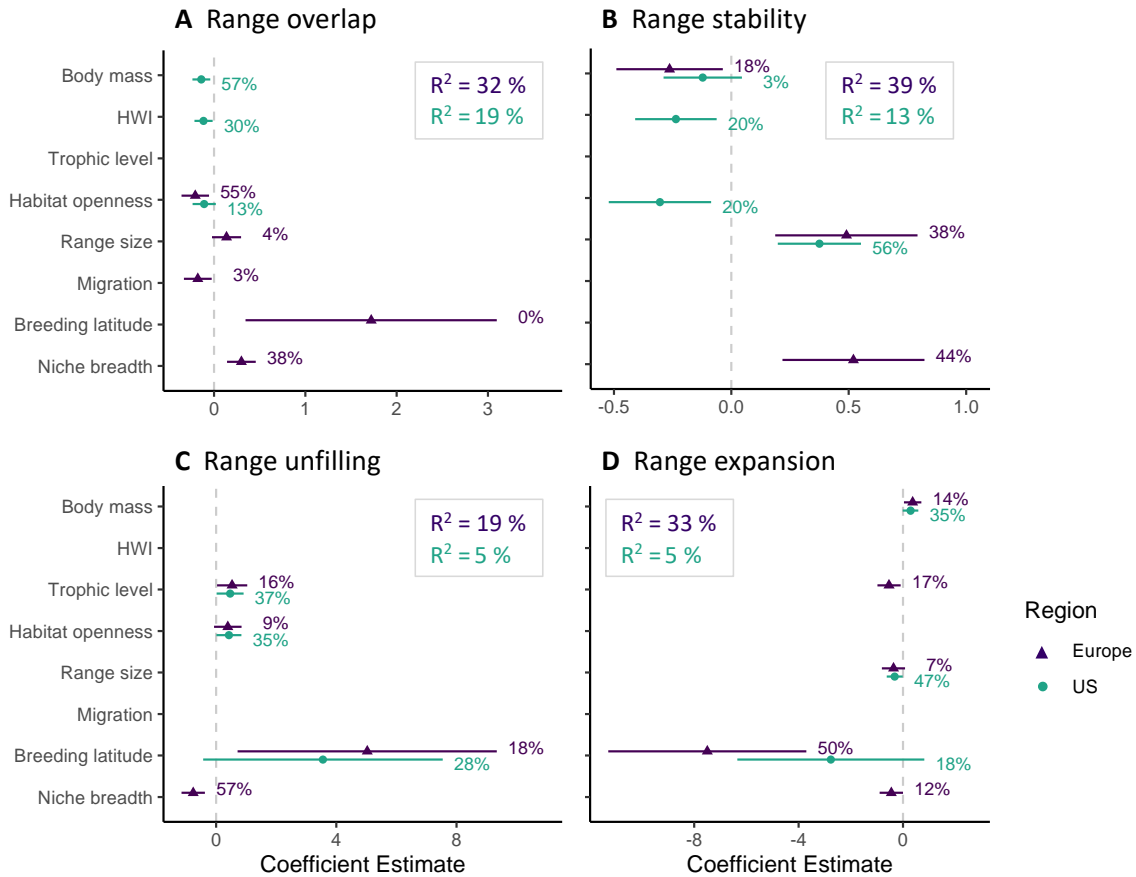 A Range overlap
Body mass
HWI
Trophic level
Habitat openness
Range size
Migration
Breeding latitude
Niche breadth
57%
30%
55%
13%
4%
3%
0%
38%
R² = 32 %
R² = 19 %
0 1 2 3
B Range stability
18%
3%
20%
20%
38%
56%
44%
R² = 39 %
R² = 13 %
-0.5 0.0 0.5 1.0
C Range unfilling
Body mass
HWI
Trophic level
Habitat openness
Range size
Migration
Breeding latitude
Niche breadth
16%
37%
9%
35%
18%
28%
57%
R² = 19 %
R² = 5 %
0 4 8
Coefficient Estimate
D Range expansion
R² = 33 %
R² = 5 %
14%
35%
17%
7%
47%
50%
18%
12%
-8 -4 0
Coefficient Estimate
Region
Europe
US